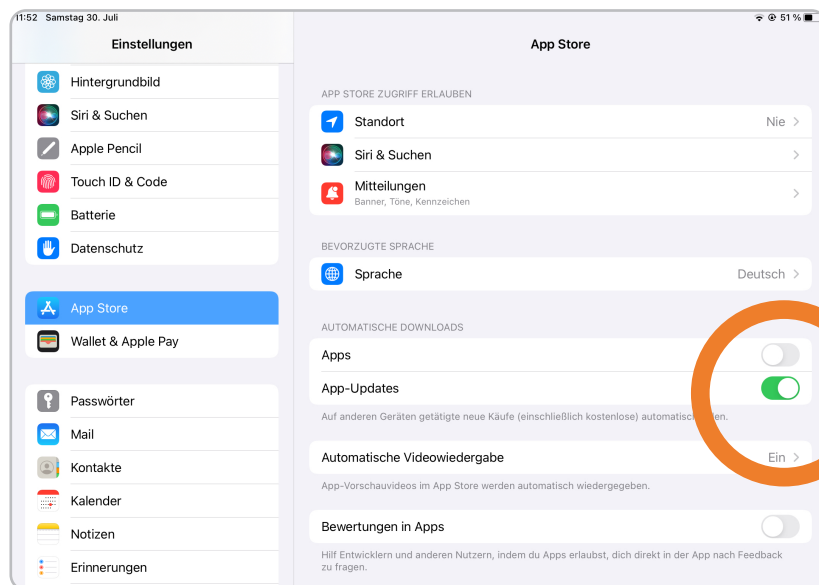 11:52 Samstag 30. Juli
51 %
Einstellungen
Hintergrundbild
Siri & Suchen
Apple Pencil
Touch ID & Code
Batterie
Datenschutz
App Store
Wallet & Apple Pay
Passwörter
Mail
Kontakte
Kalender
Notizen
Erinnerungen
App Store
APP STORE ZUGRIFF ERLAUBEN
Standort Nie
Siri & Suchen
Mitteilungen
Banner, Töne, Kennzeichen
BEVORZUGTE SPRACHE
Sprache Deutsch
AUTOMATISCHE DOWNLOADS
Apps
App-Updates
Auf anderen Geräten getätigte neue Käufe (einschließlich kostenlose)
Automatische Videowiedergabe Ein
App-Vorschauvideos im App Store werden automatisch wiedergegeben.
Bewertungen in Apps
Hilf Entwicklern und anderen Nutzern, indem du Apps erlaubst, dich direkt in der App nach Feedback
zu fragen.